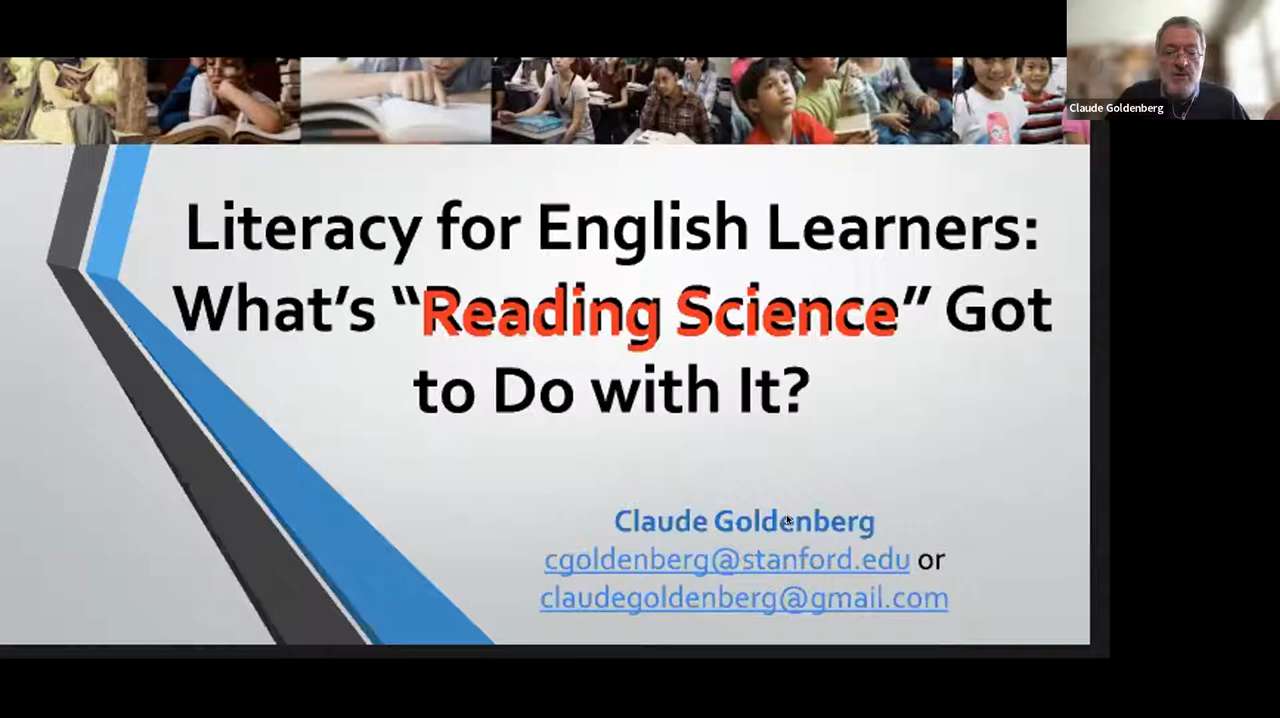 Claude Goldenberg
Literacy for English Learners:
What’s “Reading Science” Got
to Do with It?
Claude Goldenberg
cgoldenberg@stanford.edu or
claudegoldenberg@gmail.com